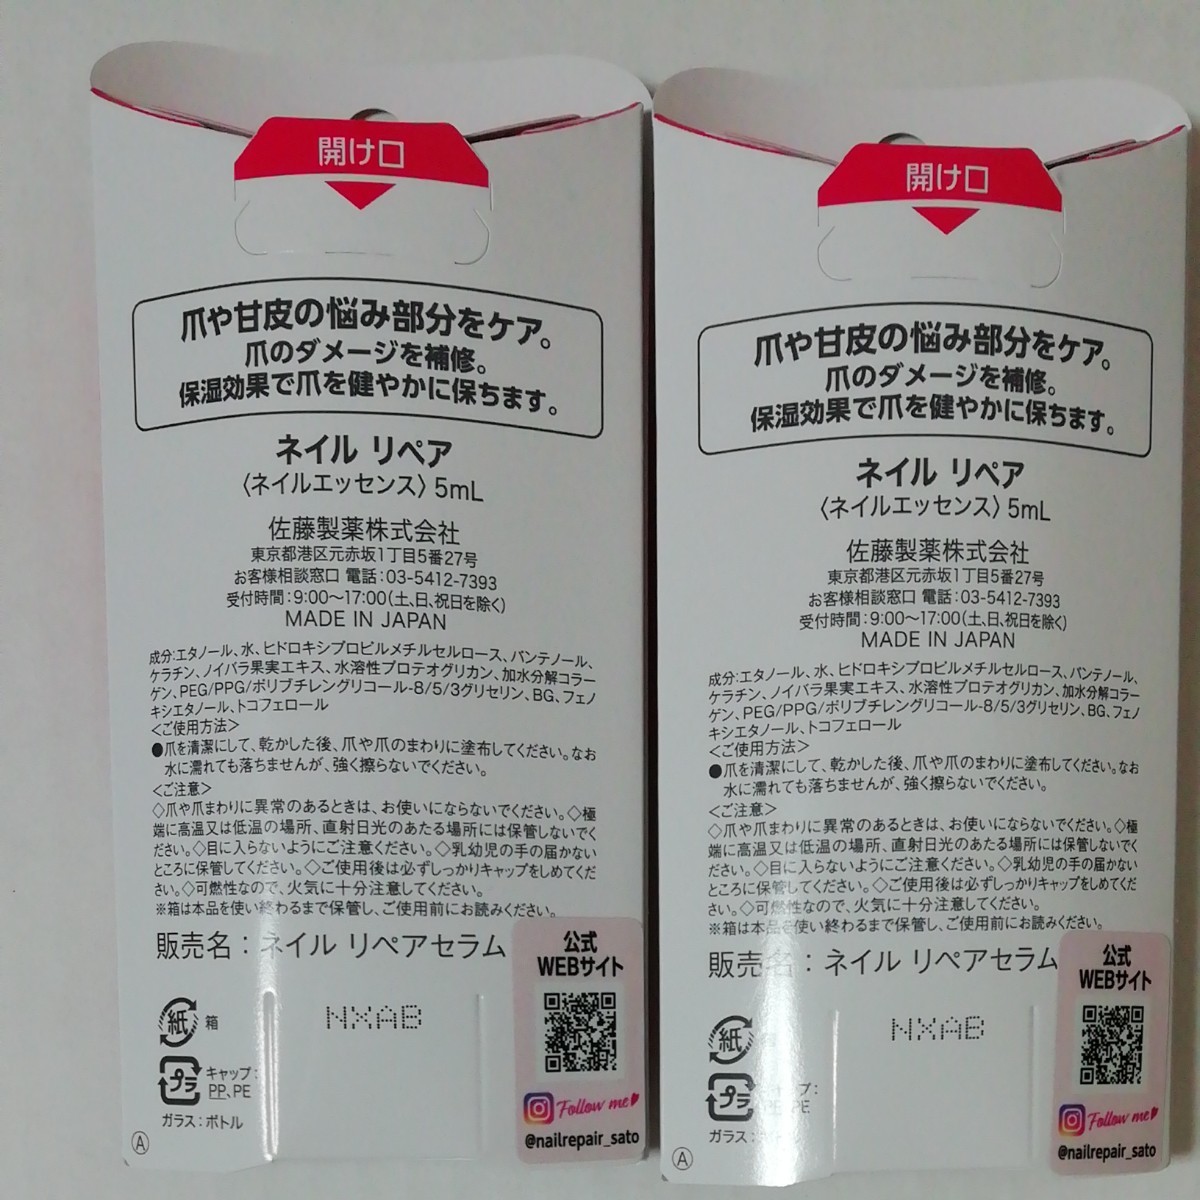 開け口
爪や甘皮の悩み部分をケア。
爪のダメージを補修。
保湿効果で爪を健やかに保ちます。
ネイル リペア
〈ネイルエッセンス〉5mL
佐藤製薬株式会社
東京都港区元赤坂1丁目5番27号
お客様相談窓口 電話:03-5412-7393
受付時間:9:00〜17:00(土、日、祝日を除く)
MADE IN JAPAN
成分:エタノール、水、ヒドロキシプロピルメチルセルロース、パンテノール、
ケラチン、ノイバラ果実エキス、水溶性プロテオグリカン、加水分解コラー
ゲン、PEG/PPG/ポリブチレングリコール-8/5/3グリセリン、BG、フェノ
キシエタノール、トコフェロール
<ご使用方法>
●爪を清潔にして、乾かした後、爪や爪のまわりに塗布してください。なお
水に濡れても落ちませんが、強く擦らないでください。
<ご注意>
◇爪や爪まわりに異常のあるときは、お使いにならないでください。◇極
端に高温又は低温の場所、直射日光のあたる場所には保管しないでく
ださい。◇目に入らないようにご注意ください。◇乳幼児の手の届かない
ところに保管してください。◇ご使用後は必ずしっかりキャップをしめてくだ
さい。◇可燃性なので、火気に十分注意してください。
※箱は本品を使い終わるまで保管し、ご使用前にお読みください。
販売名:ネイル リペアセラム
紙 箱
プラ キャップ:
PP、PE
ガラス:ボトル
A
NXAB
公式
WEBサイト
Follow me
@nailrepair_sato
開け口
爪や甘皮の悩み部分をケア。
爪のダメージを補修。
保湿効果で爪を健やかに保ちます。
ネイル リペア
〈ネイルエッセンス〉5mL
佐藤製薬株式会社
東京都港区元赤坂1丁目5番27号
お客様相談窓口 電話:03-5412-7393
受付時間:9:00〜17:00(土、日、祝日を除く)
MADE IN JAPAN
成分:エタノール、水、ヒドロキシプロピルメチルセルロース、パンテノール、
ケラチン、ノイバラ果実エキス、水溶性プロテオグリカン、加水分解コラー
ゲン、PEG/PPG/ポリブチレングリコール-8/5/3グリセリン、BG、フェノ
キシエタノール、トコフェロール
<ご使用方法>
●爪を清潔にして、乾かした後、爪や爪のまわりに塗布してください。なお
水に濡れても落ちませんが、強く擦らないでください。
<ご注意>
◇爪や爪まわりに異常のあるときは、お使いにならないでください。◇極
端に高温又は低温の場所、直射日光のあたる場所には保管しないでく
ださい。◇目に入らないようにご注意ください。◇乳幼児の手の届かない
ところに保管してください。◇ご使用後は必ずしっかりキャップをしめてくだ
さい。◇可燃性なので、火気に十分注意してください。
※箱は本品を使い終わるまで保管し、ご使用前にお読みください。
販売名:ネイル リペアセラム
紙
プラ
PE
ガラス:
A
NXAB
公式
WEBサイト
Follow me
@nailrepair_sato